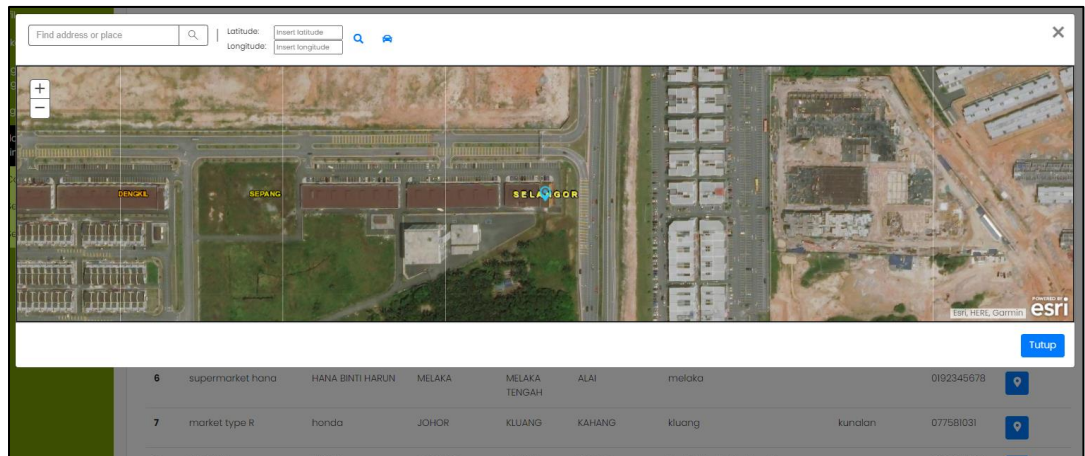 Find address or place
Latitude: Insert latitude
Longitude: Insert longitude
×
+
−
DENGKIL SEPANG SELANGOR
POWERED BY
esri
Esri, HERE, Garmin
Tutup
6 supermarket hana HANA BINTI HARUN MELAKA MELAKA TENGAH ALAI melaka 0192345678
7 market type R honda JOHOR KLUANG KAHANG kluang kunalan 077581031